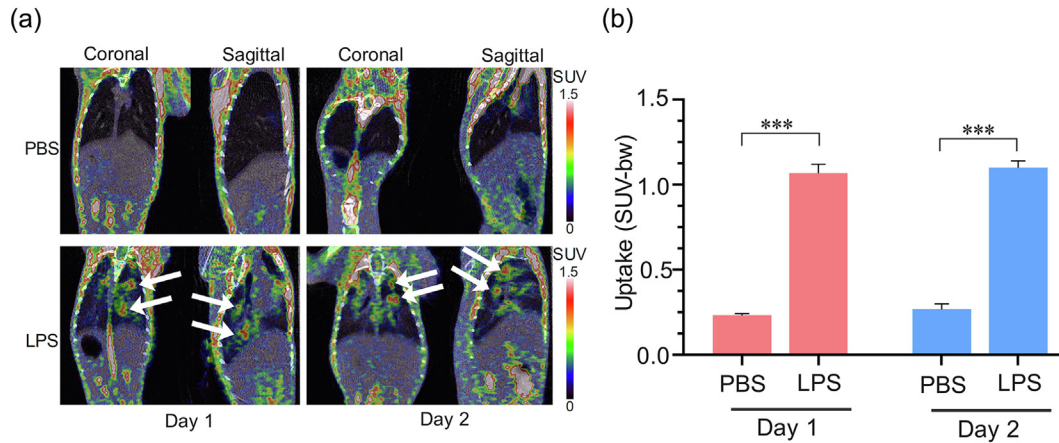 (a)
Coronal Sagittal Coronal Sagittal
SUV
1.5
PBS
0
SUV
1.5
LPS
0
Day 1 Day 2
(b)
Uptake (SUV-bw)
1.5
1.0
0.5
0.0
*** ***
PBS LPS PBS LPS
Day 1 Day 2